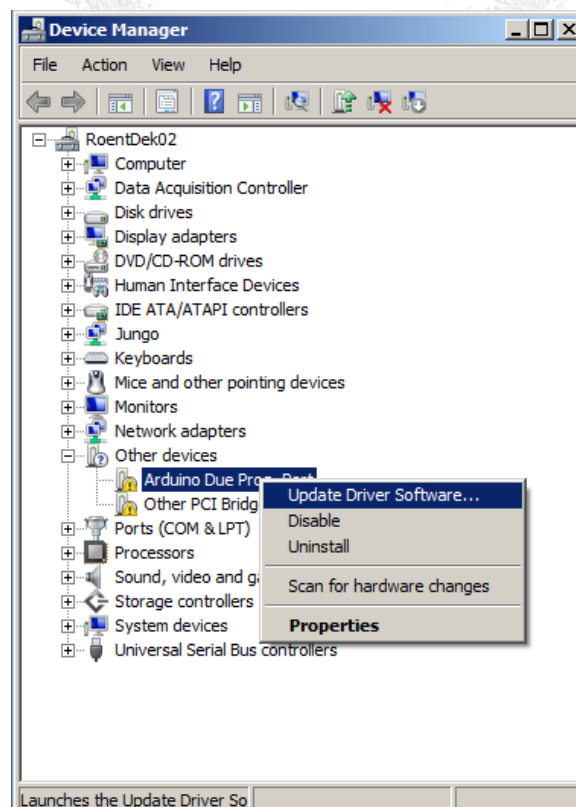 Device Manager
File Action View Help
RoentDek02
Computer
Data Acquisition Controller
Disk drives
Display adapters
DVD/CD-ROM drives
Human Interface Devices
IDE ATA/ATAPI controllers
Jungo
Keyboards
Mice and other pointing devices
Monitors
Network adapters
Other devices
Arduino Due Prog. Port
Other PCI Bridg
Ports (COM & LPT)
Processors
Sound, video and g
Storage controllers
System devices
Universal Serial Bus controllers
Update Driver Software...
Disable
Uninstall
Scan for hardware changes
Properties
Launches the Update Driver So